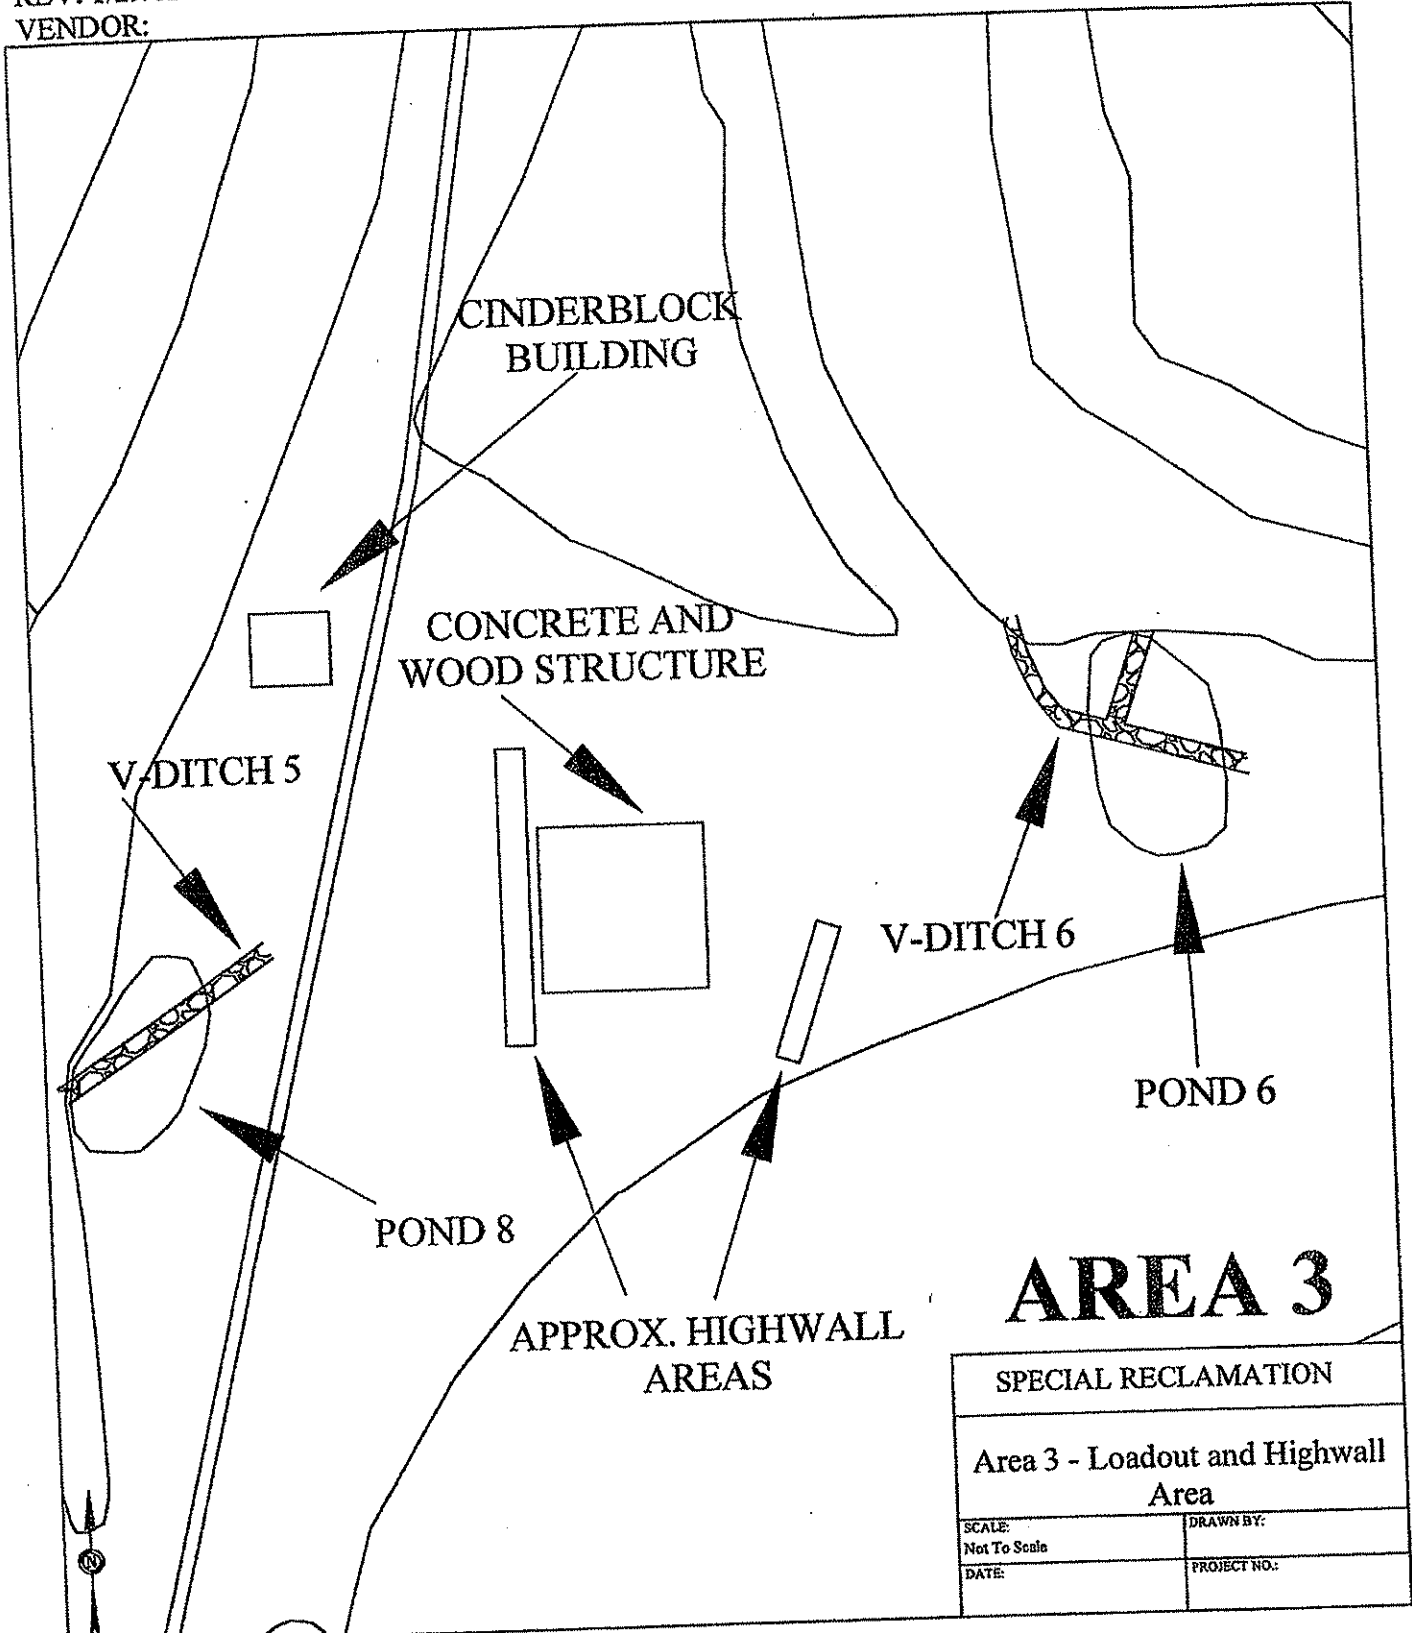 VENDOR:
CINDERBLOCK
BUILDING
CONCRETE AND
WOOD STRUCTURE
V-DITCH 5
V-DITCH 6
POND 6
POND 8
APPROX. HIGHWALL
AREAS
AREA 3
SPECIAL RECLAMATION
Area 3 - Loadout and Highwall
Area
SCALE:
Not To Scale
DRAWN BY:
DATE:
PROJECT NO.:
N